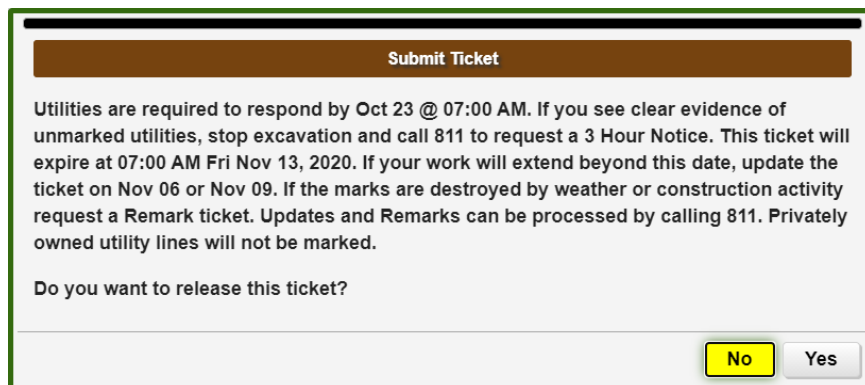 Submit Ticket
Utilities are required to respond by Oct 23 @ 07:00 AM. If you see clear evidence of
unmarked utilities, stop excavation and call 811 to request a 3 Hour Notice. This ticket will
expire at 07:00 AM Fri Nov 13, 2020. If your work will extend beyond this date, update the
ticket on Nov 06 or Nov 09. If the marks are destroyed by weather or construction activity
request a Remark ticket. Updates and Remarks can be processed by calling 811. Privately
owned utility lines will not be marked.
Do you want to release this ticket?
No Yes